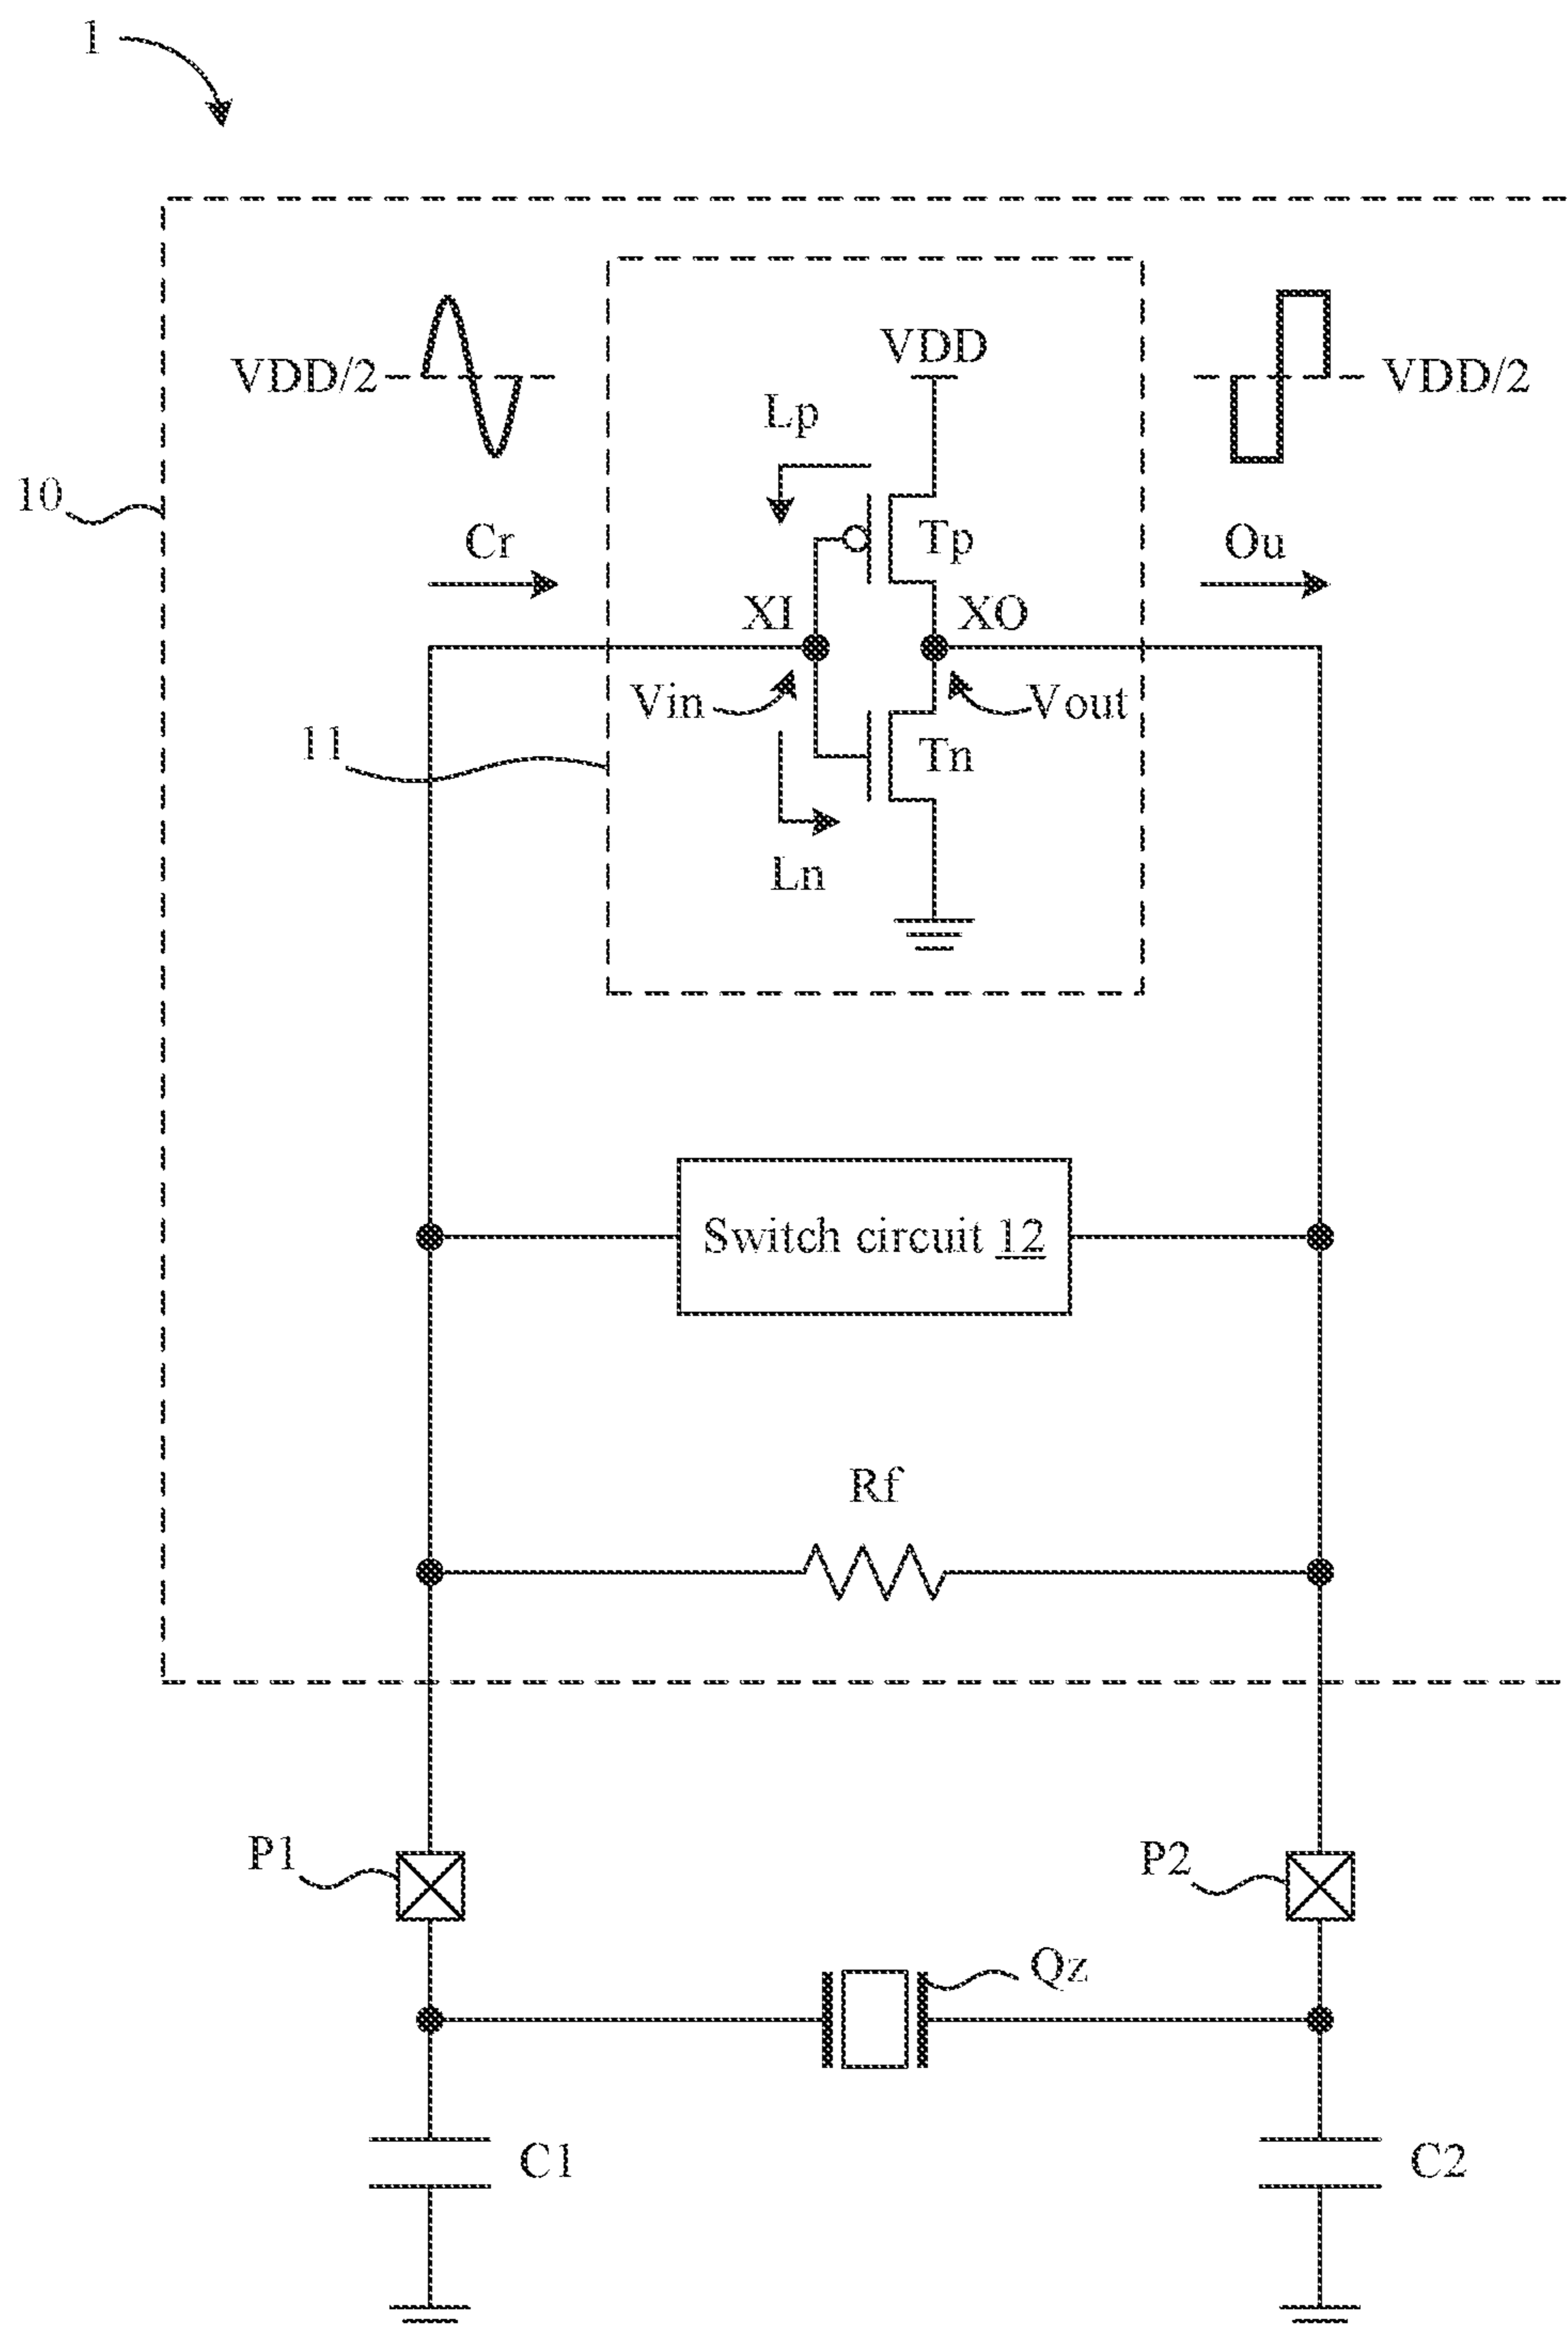 1
VDD
VDD/2
VDD/2
Lp
10
Cr
Tp
Ou
XI
XO
Vin
Vout
11
Tn
Ln
Switch circuit 12
Rf
P1
P2
Qz
C1
C2